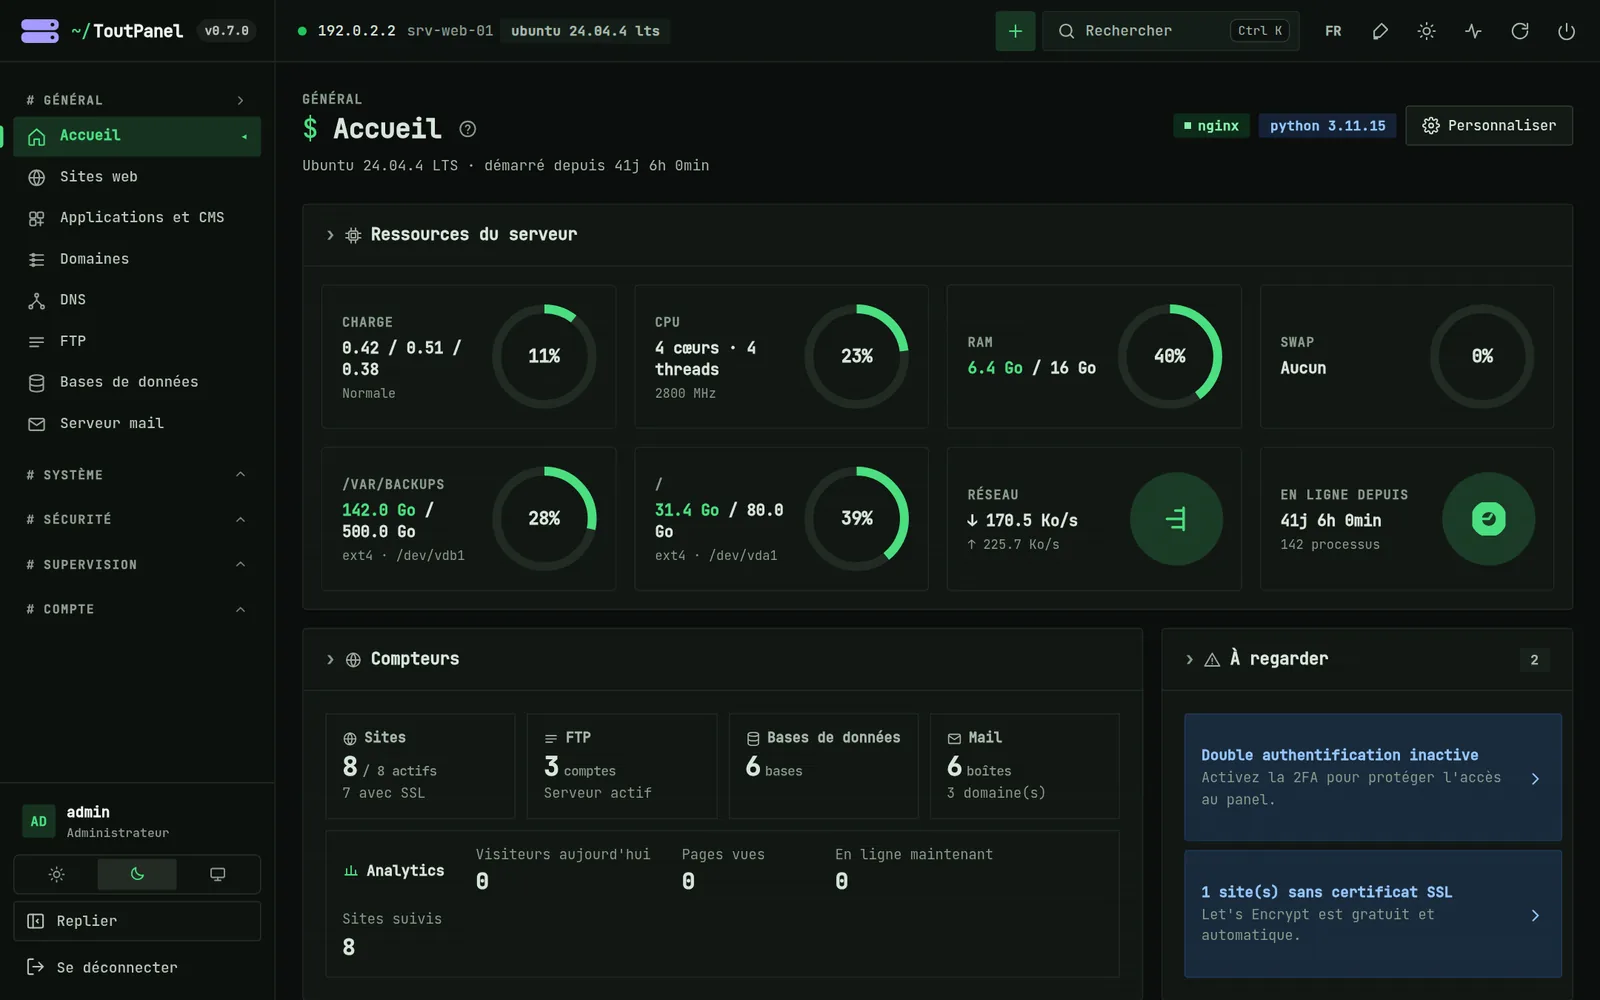 ~/ToutPanel v0.7.0
192.0.2.2 srv-web-01 ubuntu 24.04.4 lts
+ Rechercher Ctrl K FR
# GÉNÉRAL
Accueil
Sites web
Applications et CMS
Domaines
DNS
FTP
Bases de données
Serveur mail
# SYSTÈME
# SÉCURITÉ
# SUPERVISION
# COMPTE
AD admin
Administrateur
Replier
Se déconnecter
GÉNÉRAL
$ Accueil ?
Ubuntu 24.04.4 LTS · démarré depuis 41j 6h 0min
nginx python 3.11.15 Personnaliser
Ressources du serveur
CHARGE
0.42 / 0.51 /
0.38
Normale
11%
CPU
4 cœurs · 4
threads
2800 MHz
23%
RAM
6.4 Go / 16 Go
40%
SWAP
Aucun
0%
/VAR/BACKUPS
142.0 Go /
500.0 Go
ext4 · /dev/vdb1
28%
/
31.4 Go / 80.0
Go
ext4 · /dev/vda1
39%
RÉSEAU
↓ 170.5 Ko/s
↑ 225.7 Ko/s
EN LIGNE DEPUIS
41j 6h 0min
142 processus
Compteurs
Sites
8 / 8 actifs
7 avec SSL
FTP
3 comptes
Serveur actif
Bases de données
6 bases
Mail
6 boîtes
3 domaine(s)
Analytics
Visiteurs aujourd'hui
0
Pages vues
0
En ligne maintenant
0
Sites suivis
8
À regarder 2
Double authentification inactive
Activez la 2FA pour protéger l'accès
au panel.
1 site(s) sans certificat SSL
Let's Encrypt est gratuit et
automatique.